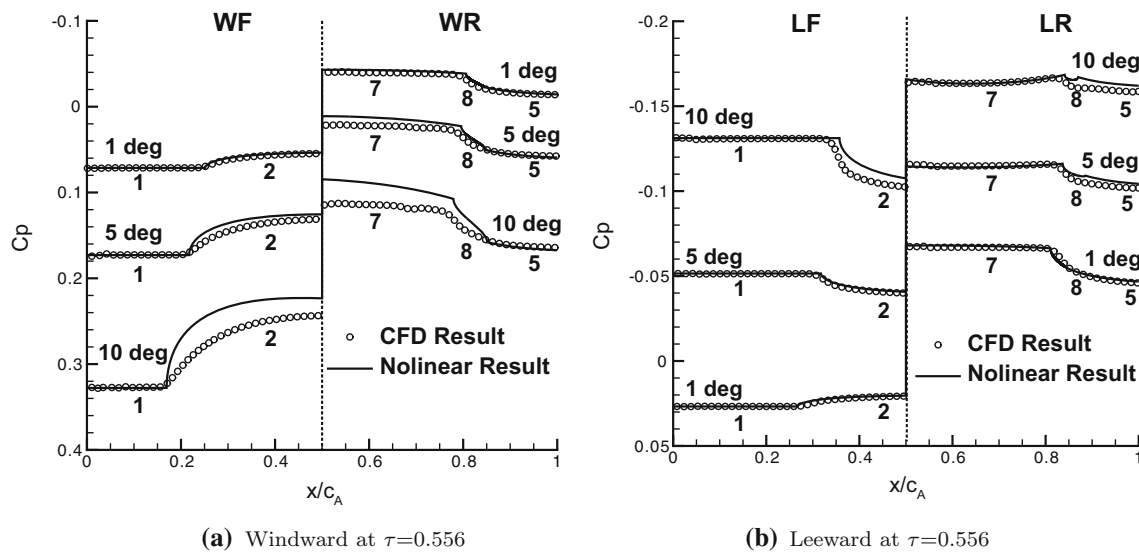 WF WR
-0.1
0
0.1
0.2
0.3
0.4
Cp
1 deg
7 8 5
5 deg
7 8 5
1 deg
1 2
10 deg
7 8 5
5 deg
1 2
10 deg
1 2
CFD Result
Nolinear Result
0 0.2 0.4 0.6 0.8 1
x/cA
(a) Windward at τ=0.556
LF LR
-0.2
-0.15
-0.1
-0.05
0
0.05
Cp
10 deg
7 8 5
10 deg
1 2
5 deg
7 8 5
5 deg
1 2
1 deg
7 8 5
CFD Result
Nolinear Result
1 deg
1 2
0 0.2 0.4 0.6 0.8 1
x/cA
(b) Leeward at τ=0.556